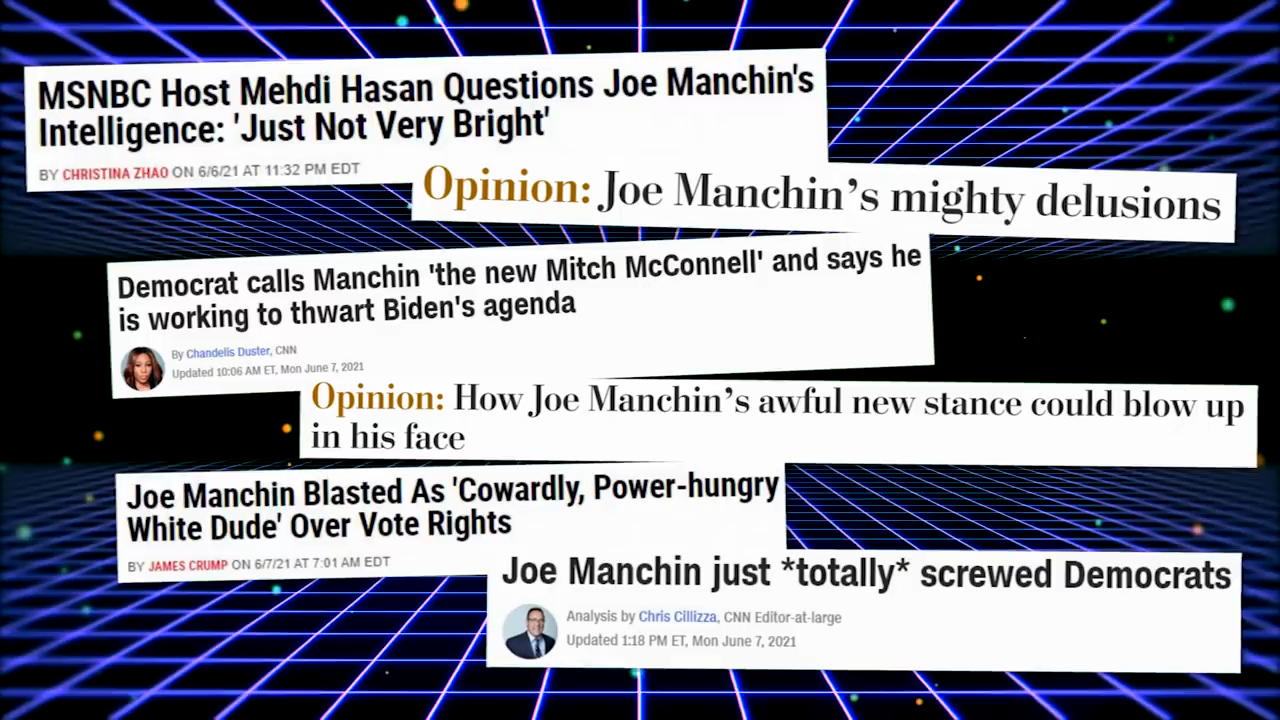 MSNBC Host Mehdi Hasan Questions Joe Manchin's
Intelligence: 'Just Not Very Bright'
BY CHRISTINA ZHAO ON 6/6/21 AT 11:32 PM EDT
Opinion: Joe Manchin’s mighty delusions
Democrat calls Manchin 'the new Mitch McConnell' and says he
is working to thwart Biden's agenda
By Chandelis Duster, CNN
Updated 10:06 AM ET, Mon June 7, 2021
Opinion: How Joe Manchin’s awful new stance could blow up
in his face
Joe Manchin Blasted As 'Cowardly, Power-hungry
White Dude' Over Vote Rights
BY JAMES CRUMP ON 6/7/21 AT 7:01 AM EDT
Joe Manchin just *totally* screwed Democrats
Analysis by Chris Cillizza, CNN Editor-at-large
Updated 1:18 PM ET, Mon June 7, 2021